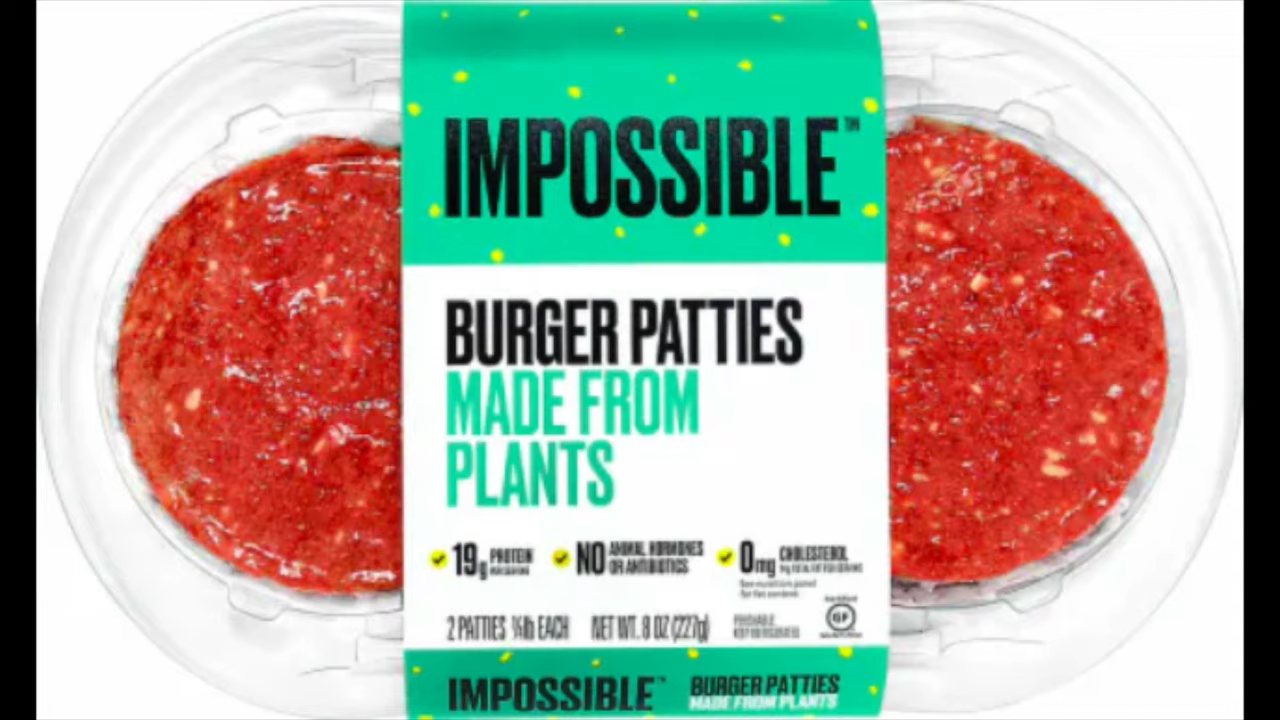 IMPOSSIBLE™
BURGER PATTIES
MADE FROM
PLANTS
19g PROTEIN
NO ANIMAL HORMONES
OR ANTIBIOTICS
0mg CHOLESTEROL
2 PATTIES ¼lb EACH NET WT. 8 OZ (227g)
GF
IMPOSSIBLE™ BURGER PATTIES
MADE FROM PLANTS